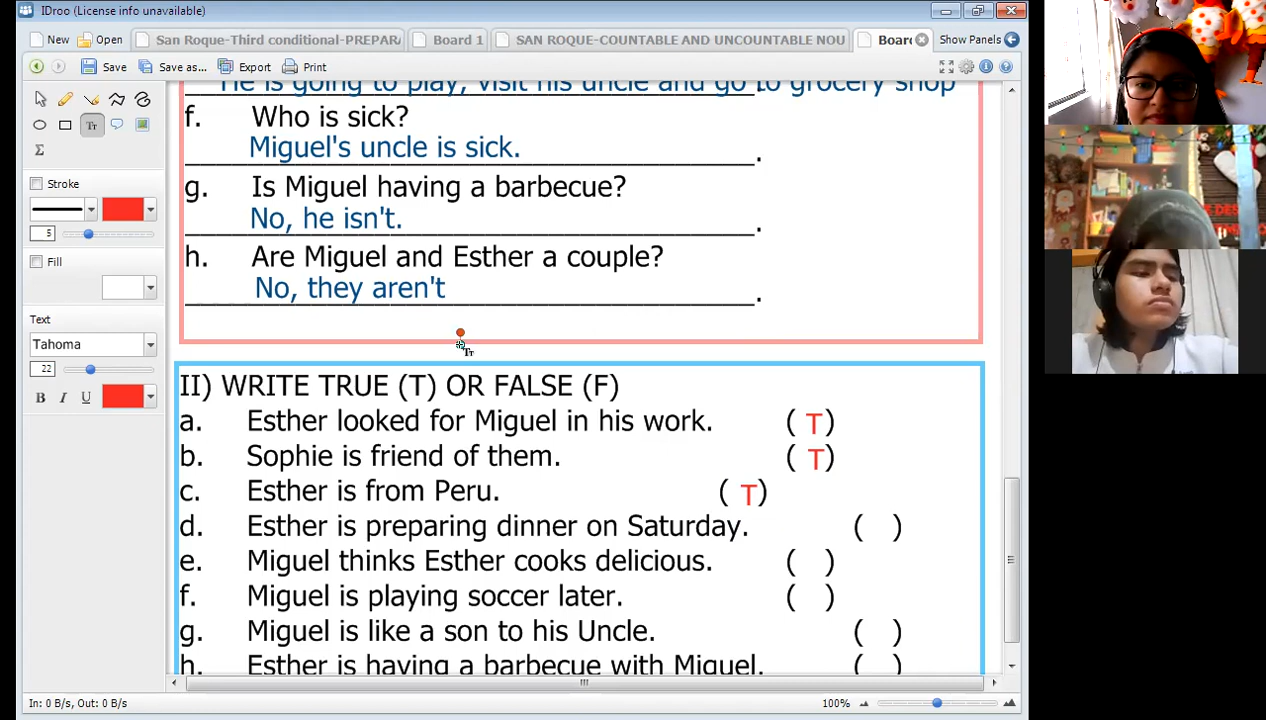 IDroo (License info unavailable)
New Open San Roque-Third conditional-PREPAR Board 1 SAN ROQUE-COUNTABLE AND UNCOUNTABLE NOU Board Show Panels
Save Save as... Export Print
Stroke
5
Fill
Text
Tahoma
22
B I U
He is going to play, visit his uncle and go to grocery shop
f. Who is sick?
Miguel's uncle is sick.
g. Is Miguel having a barbecue?
No, he isn't.
h. Are Miguel and Esther a couple?
No, they aren't
II) WRITE TRUE (T) OR FALSE (F)
a. Esther looked for Miguel in his work. ( T )
b. Sophie is friend of them. ( T )
c. Esther is from Peru. ( T )
d. Esther is preparing dinner on Saturday. ( )
e. Miguel thinks Esther cooks delicious. ( )
f. Miguel is playing soccer later. ( )
g. Miguel is like a son to his Uncle. ( )
h. Esther is having a barbecue with Miguel. ( )
In: 0 B/s, Out: 0 B/s 100%